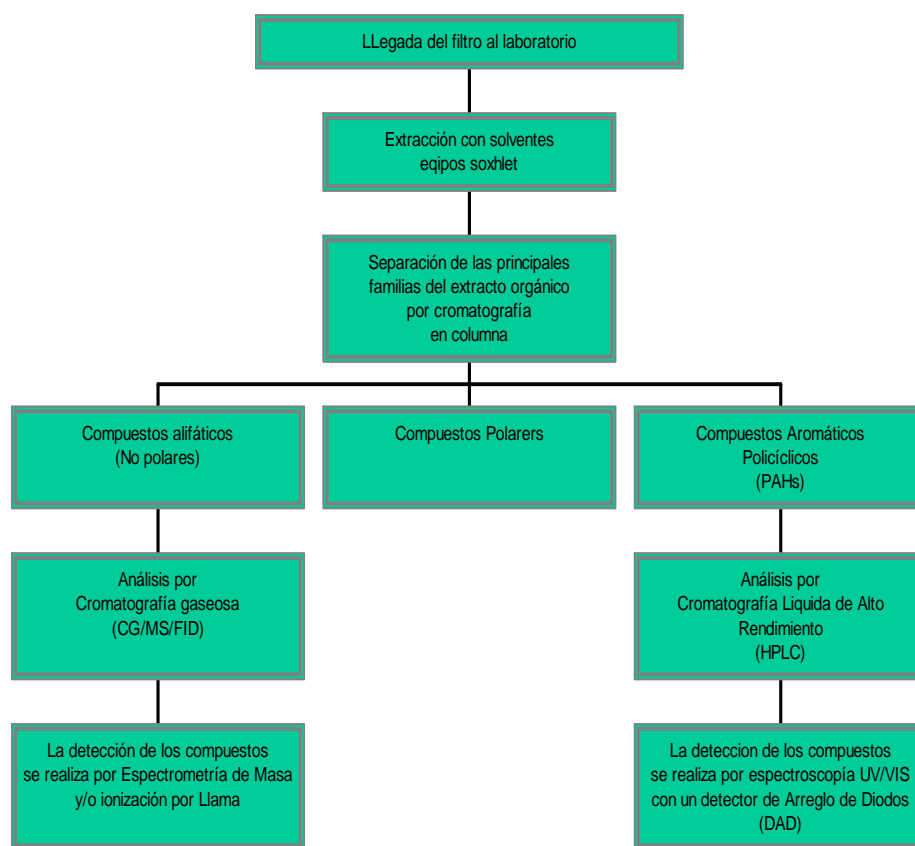 LLegada del filtro al laboratorio
Extracción con solventes
eqipos soxhlet
Separación de las principales
familias del extracto orgánico
por cromatografía
en columna
Compuestos alifáticos
(No polares)
Compuestos Polarers
Compuestos Aromáticos
Policíclicos
(PAHs)
Análisis por
Cromatografía gaseosa
(CG/MS/FID)
Análisis por
Cromatografía Liquida de Alto
Rendimiento
(HPLC)
La detección de los compuestos
se realiza por Espectrometría de Masa
y/o ionización por Llama
La deteccion de los compuestos
se realiza por espectroscopía UV/VIS
con un detector de Arreglo de Diodos
(DAD)